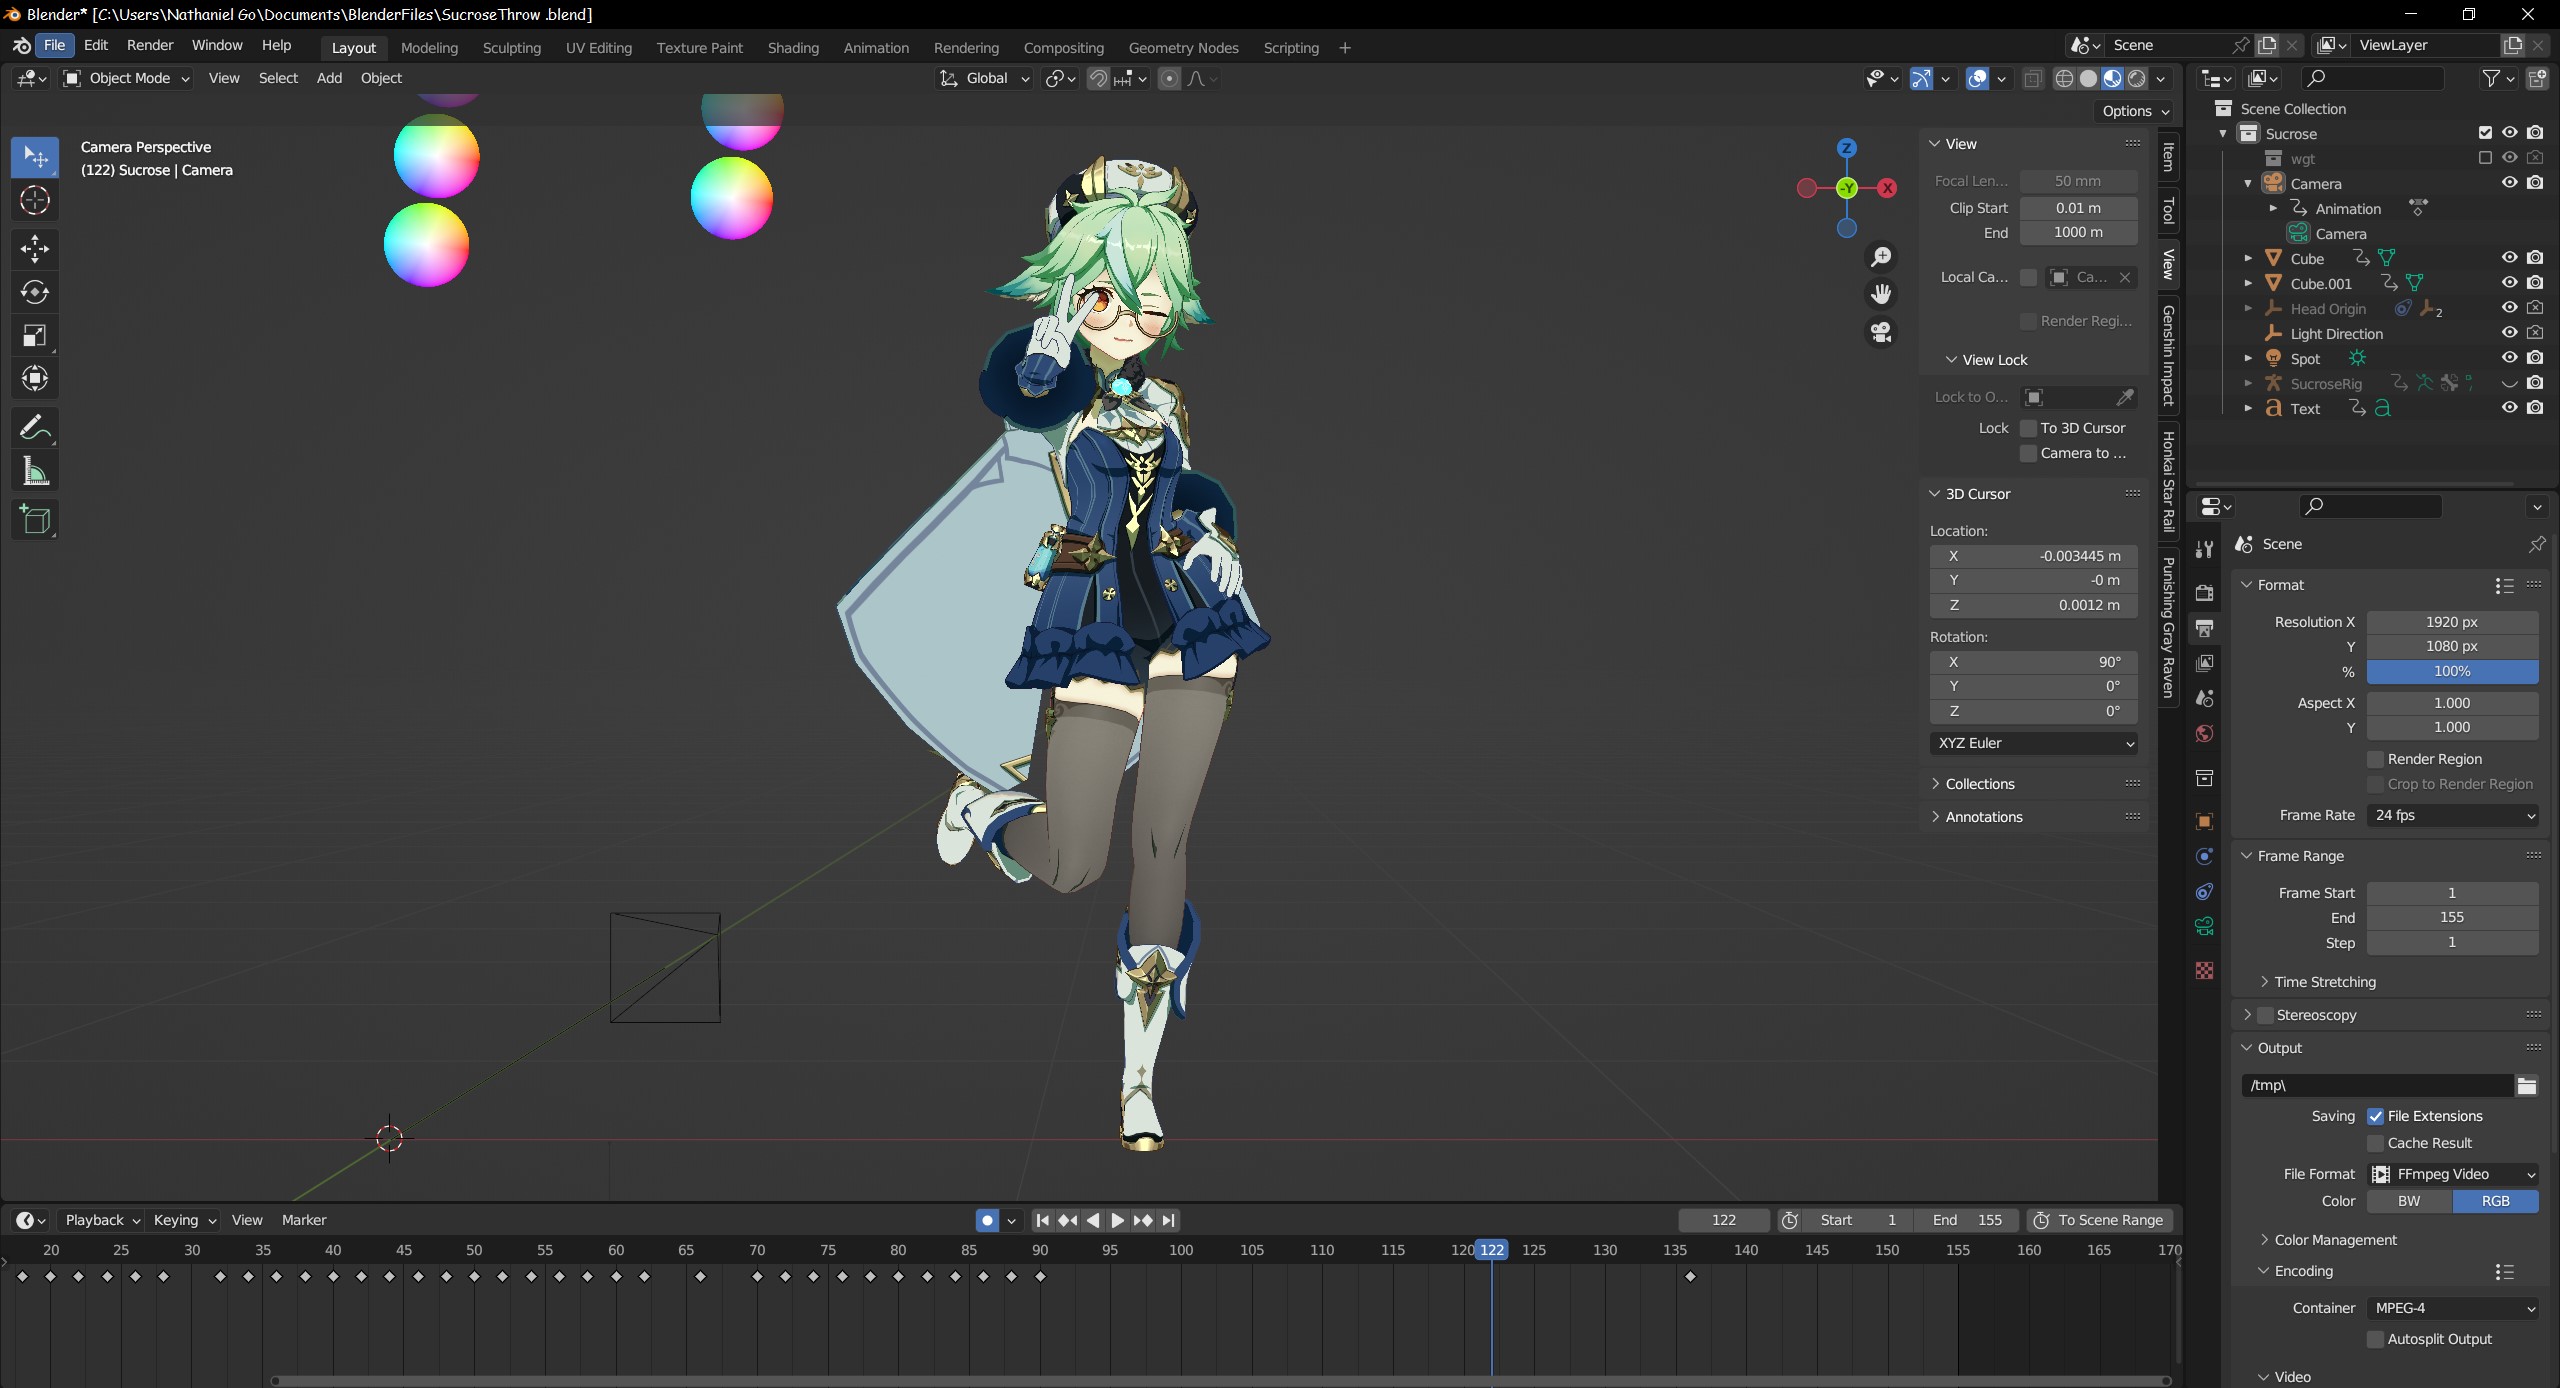 Blender* [C:\Users\Nathaniel Go\Documents\BlenderFiles\SucroseThrow .blend]
File Edit Render Window Help Layout Modeling Sculpting UV Editing Texture Paint Shading Animation Rendering Compositing Geometry Nodes Scripting + Scene ViewLayer
Object Mode View Select Add Object Global
Options
Camera Perspective
(122) Sucrose | Camera
Z
-Y
X
View
Focal Len... 50 mm
Clip Start 0.01 m
End 1000 m
Local Ca... Ca...
Render Regi...
View Lock
Lock to O...
Lock To 3D Cursor
Camera to ...
3D Cursor
Location:
X -0.003445 m
Y -0 m
Z 0.0012 m
Rotation:
X 90°
Y 0°
Z 0°
XYZ Euler
Collections
Annotations
Item
Tool
View
Genshin Impact
Honkai Star Rail
Punishing Gray Raven
Scene Collection
Sucrose
wgt
Camera
Animation
Camera
Cube
Cube.001
Head Origin 2
Light Direction
Spot
SucroseRig
Text
Scene
Format
Resolution X 1920 px
Y 1080 px
% 100%
Aspect X 1.000
Y 1.000
Render Region
Crop to Render Region
Frame Rate 24 fps
Frame Range
Frame Start 1
End 155
Step 1
Time Stretching
Stereoscopy
Output
/tmp\
Saving File Extensions
Cache Result
File Format FFmpeg Video
Color BW RGB
Color Management
Encoding
Container MPEG-4
Autosplit Output
Video
Playback Keying View Marker 122 Start 1 End 155 To Scene Range
20 25 30 35 40 45 50 55 60 65 70 75 80 85 90 95 100 105 110 115 120 122 125 130 135 140 145 150 155 160 165 170